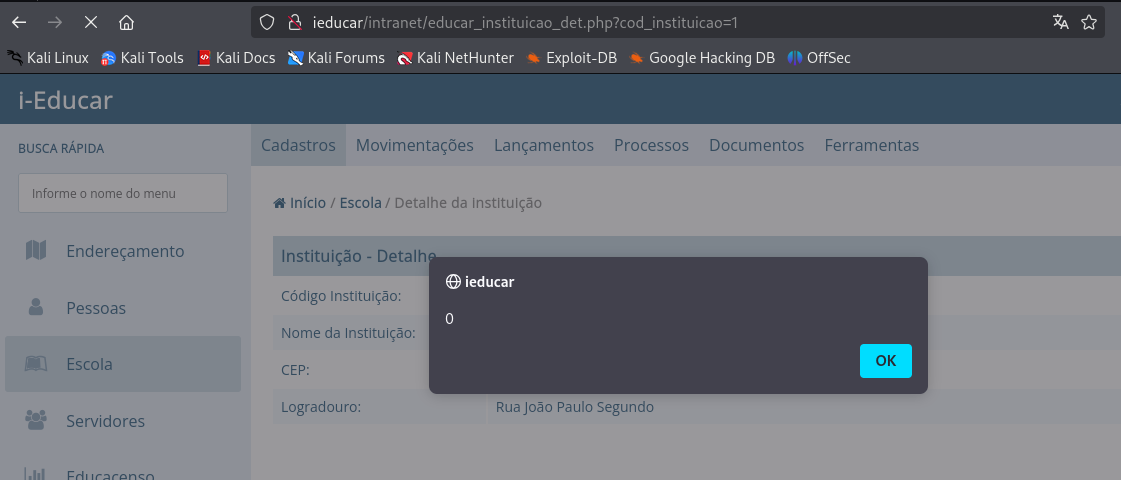 ieducar/intranet/educar_instituicao_det.php?cod_instituicao=1
Kali Linux Kali Tools Kali Docs Kali Forums Kali NetHunter Exploit-DB Google Hacking DB OffSec
i-Educar
BUSCA RÁPIDA
Informe o nome do menu
Endereçamento
Pessoas
Escola
Servidores
Educacenso
Cadastros Movimentações Lançamentos Processos Documentos Ferramentas
Início / Escola / Detalhe da instituição
Instituição - Detalhe
Código Instituição:
Nome da Instituição:
CEP:
Logradouro: Rua João Paulo Segundo
ieducar
0
OK